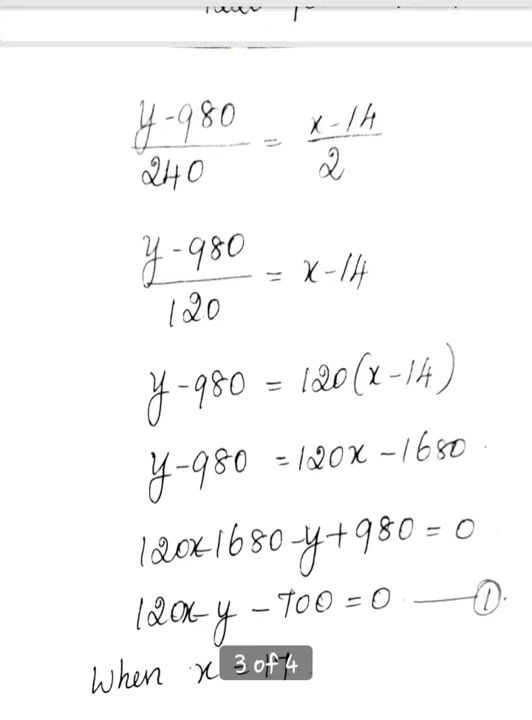 y-980 / 240 = x-14 / 2
y-980 / 120 = x-14
y-980 = 120(x-14)
y-980 = 120x-1680
120x-1680-y+980=0
120x-y-700=0 — ①
When x
3 of 4